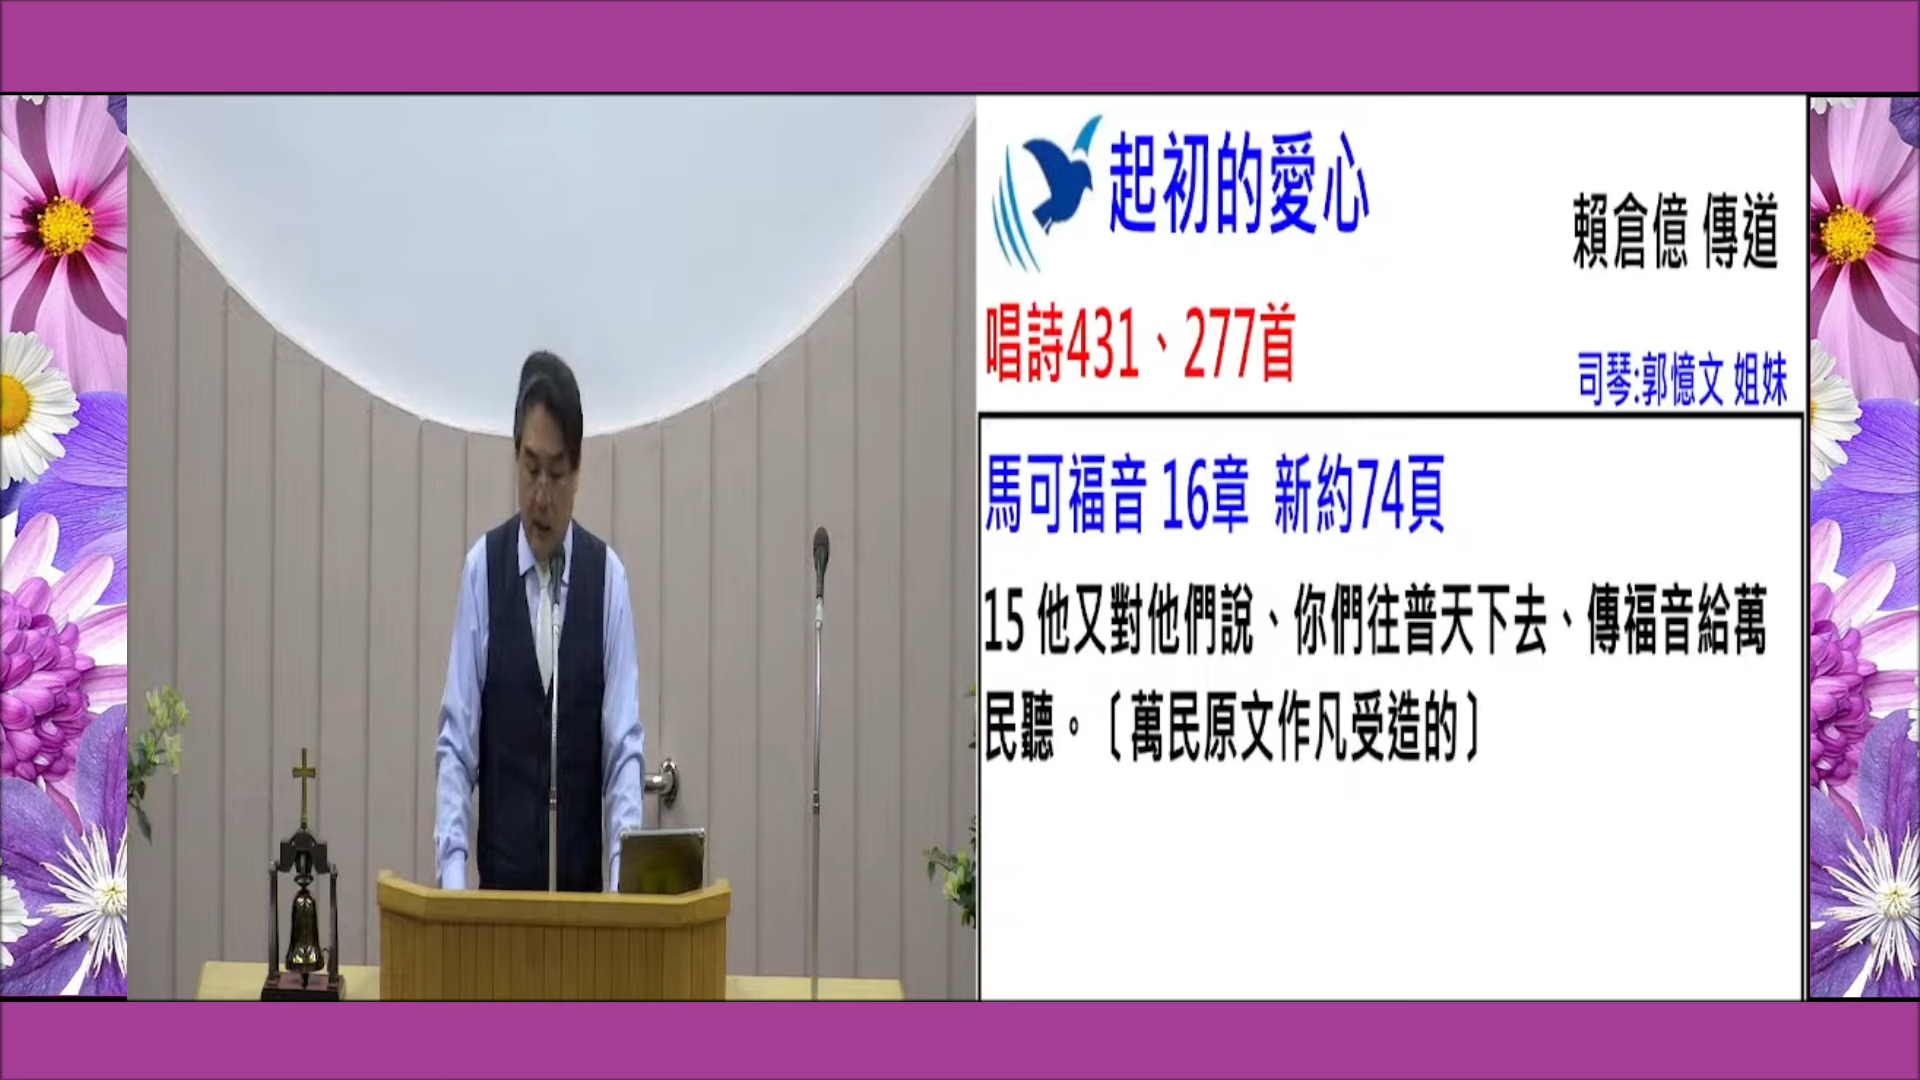 起初的愛心
賴倉億 傳道
唱詩431、277首
司琴:郭憶文 姐妹
馬可福音 16章 新約74頁
15 他又對他們說、你們往普天下去、傳福音給萬
民聽。〔萬民原文作凡受造的〕